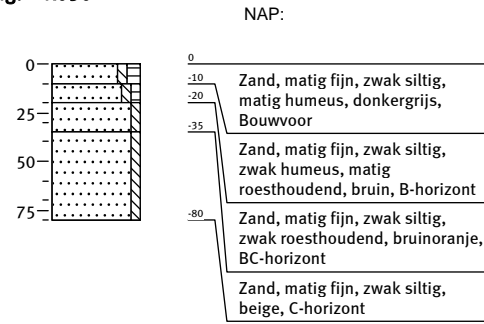 NAP:
0
25
50
75
0
-10
-20
-35
-80
Zand, matig fijn, zwak siltig,
matig humeus, donkergrijs,
Bouwvoor
Zand, matig fijn, zwak siltig,
zwak humeus, matig
roesthoudend, bruin, B-horizont
Zand, matig fijn, zwak siltig,
zwak roesthoudend, bruinoranje,
BC-horizont
Zand, matig fijn, zwak siltig,
beige, C-horizont